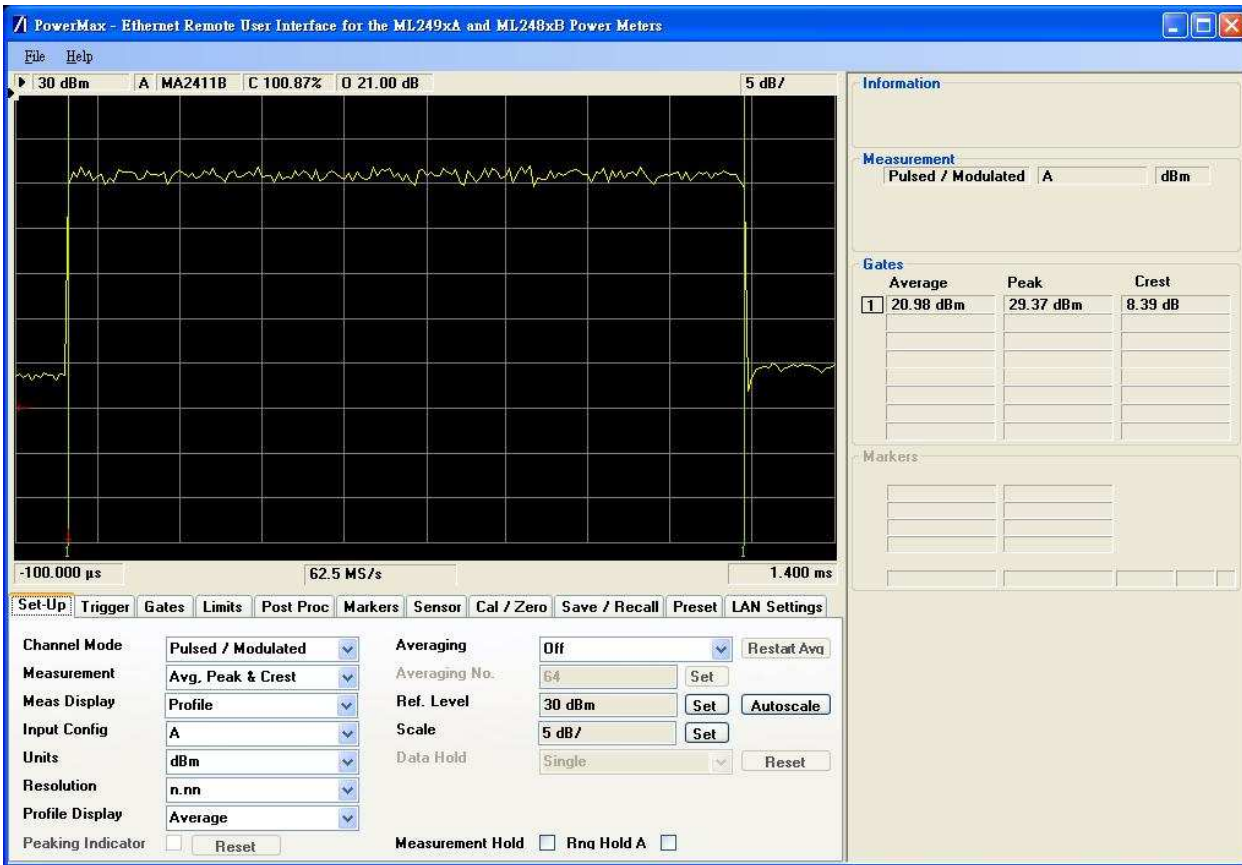 PowerMax - Ethernet Remote User Interface for the ML249xA and ML248xB Power Meters
File Help
30 dBm A MA2411B C 100.87% O 21.00 dB 5 dB/
1 1
-100.000 µs 62.5 MS/s 1.400 ms
Information
Measurement
Pulsed / Modulated A dBm
Gates
Average Peak Crest
1 20.98 dBm 29.37 dBm 8.39 dB
Markers
Set-Up Trigger Gates Limits Post Proc Markers Sensor Cal / Zero Save / Recall Preset LAN Settings
Channel Mode Pulsed / Modulated Averaging Off Restart Avg
Measurement Avg, Peak & Crest Averaging No. 64 Set
Meas Display Profile Ref. Level 30 dBm Set Autoscale
Input Config A Scale 5 dB/ Set
Units dBm Data Hold Single Reset
Resolution n.nn
Profile Display Average
Peaking Indicator Reset Measurement Hold Rng Hold A